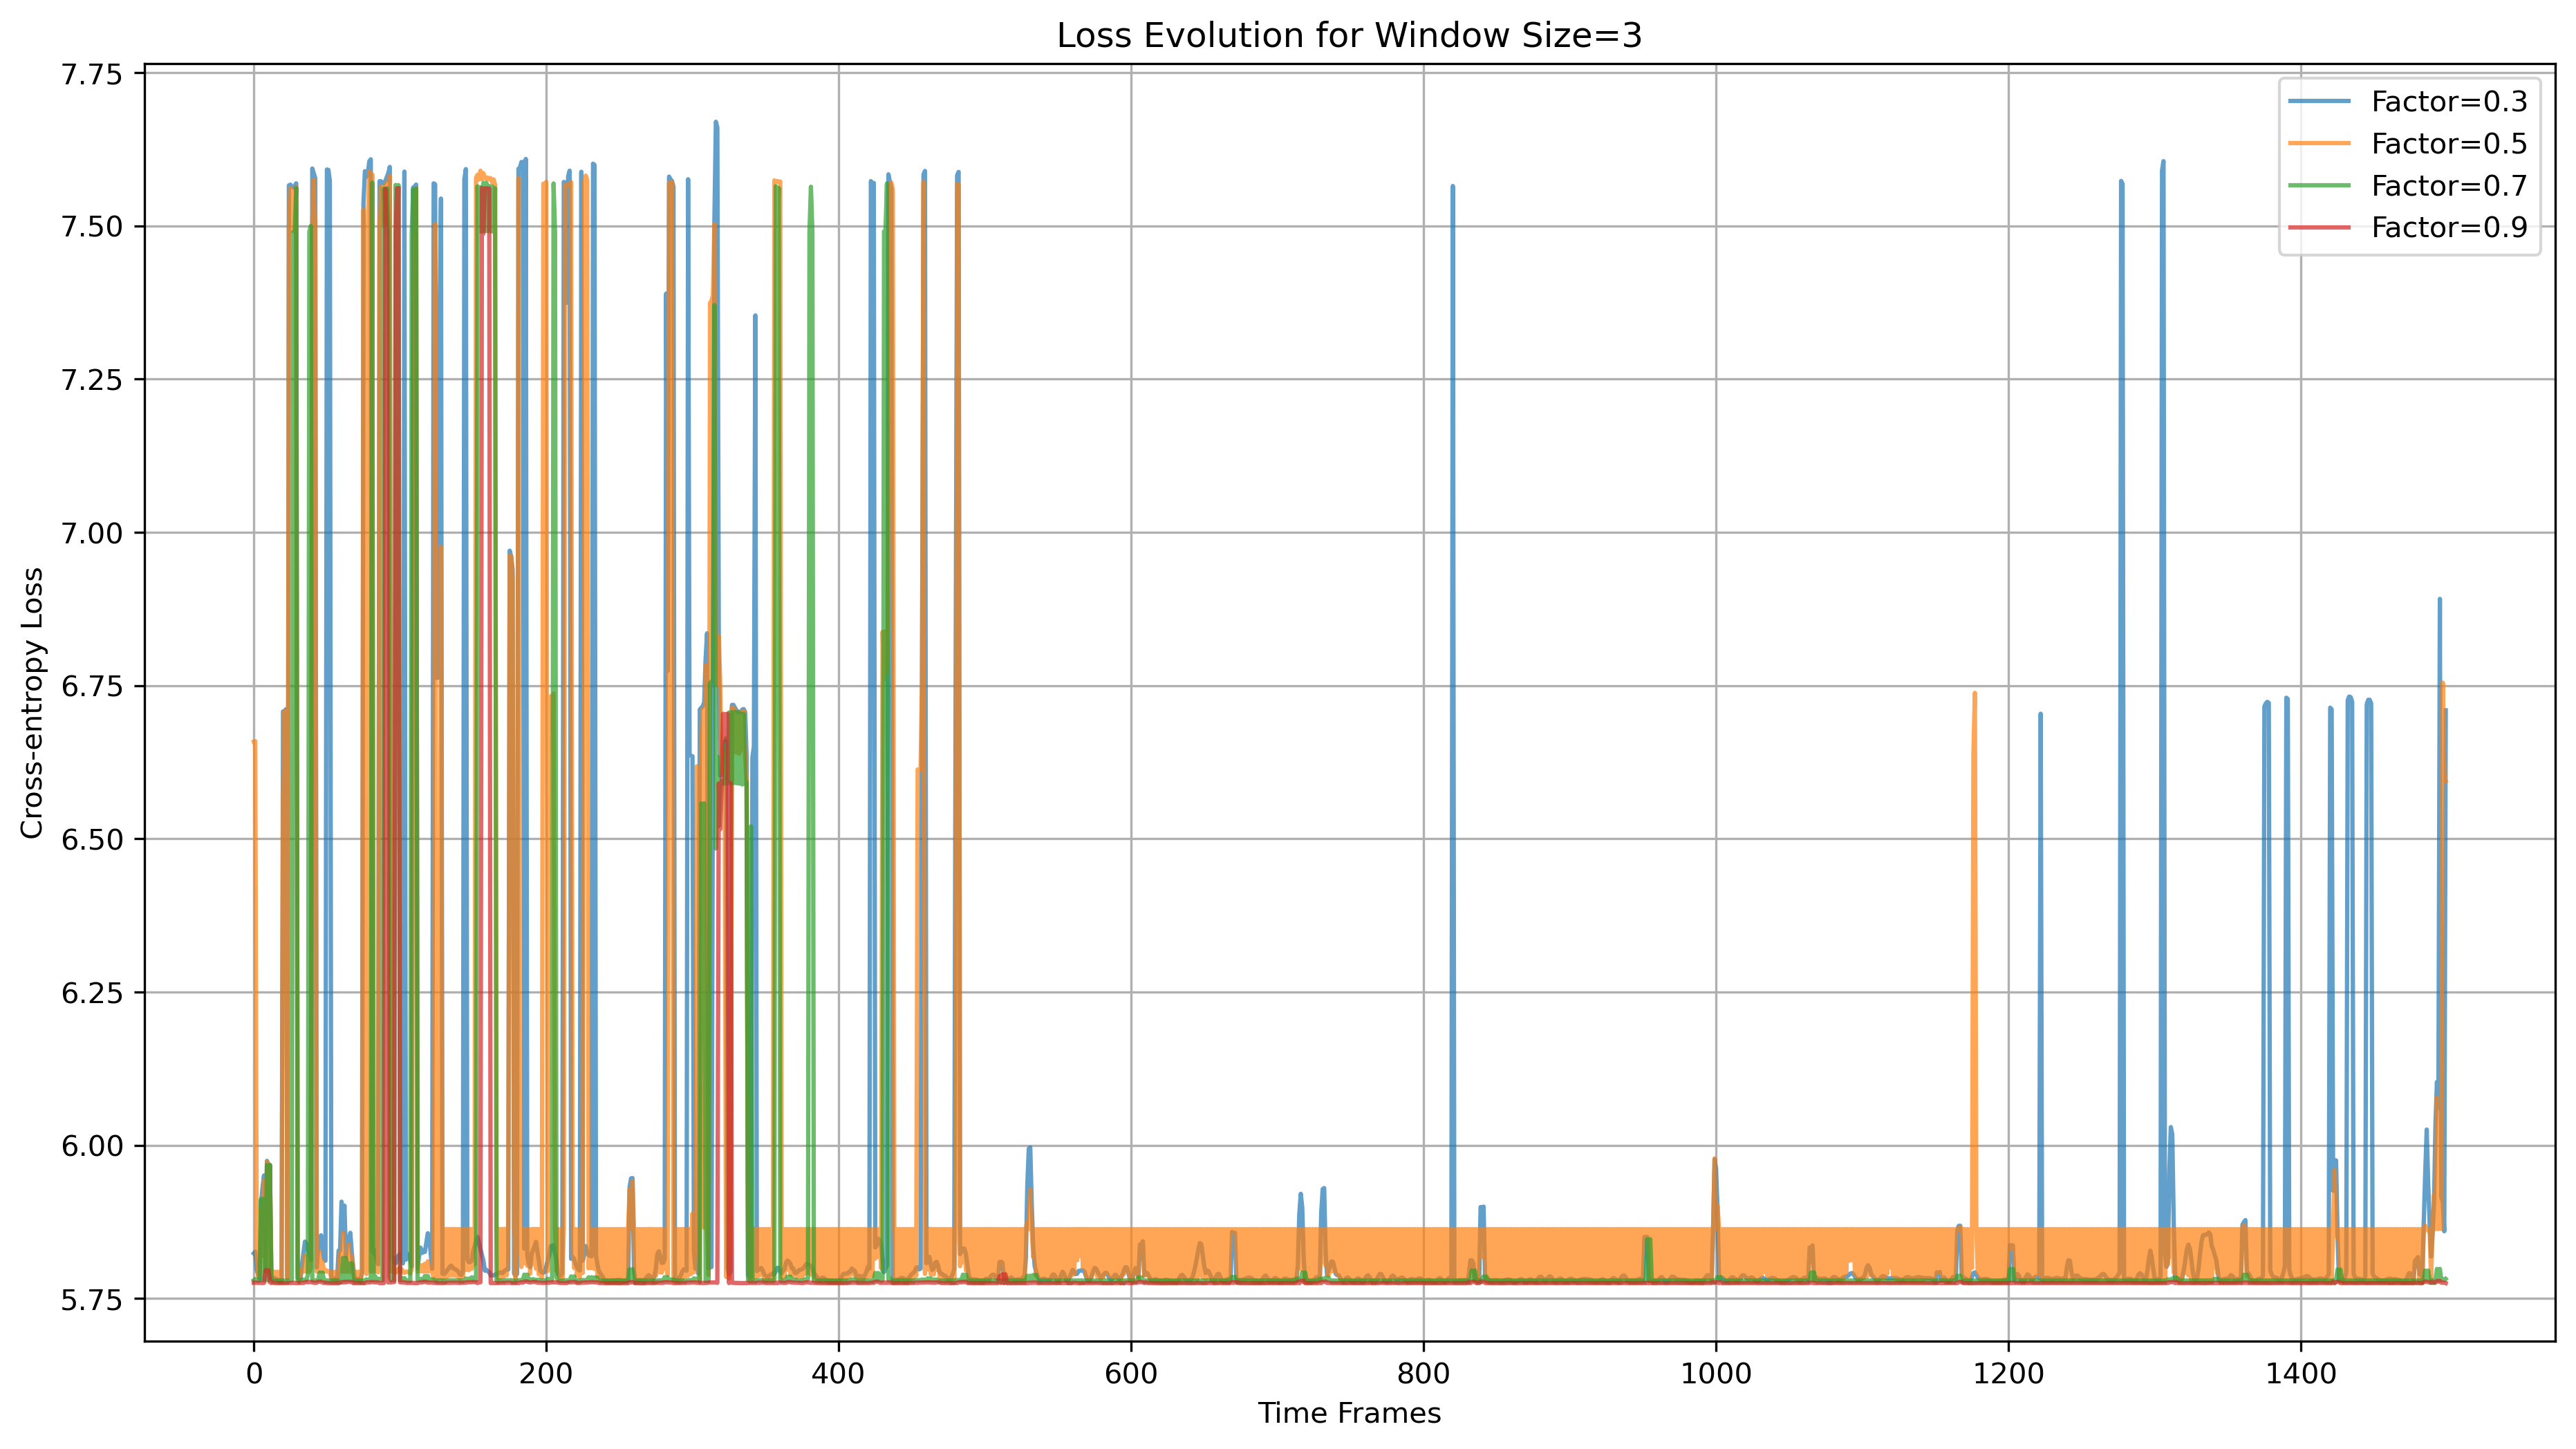 Loss Evolution for Window Size=3
7.75
7.50
7.25
7.00
6.75
6.50
6.25
6.00
5.75
Cross-entropy Loss
Factor=0.3
Factor=0.5
Factor=0.7
Factor=0.9
0 200 400 600 800 1000 1200 1400
Time Frames